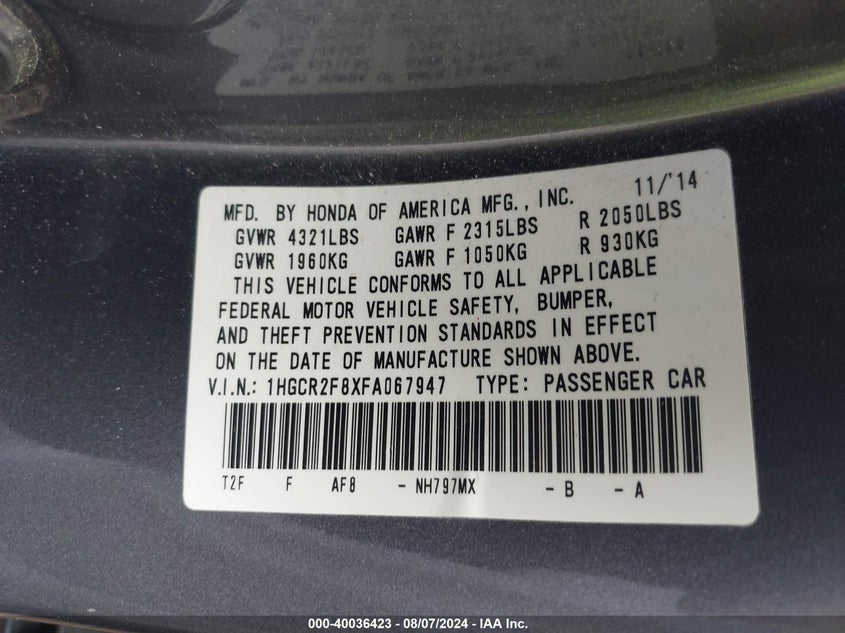 MFD. BY HONDA OF AMERICA MFG., INC. 11/'14
GVWR 4321LBS GAWR F 2315LBS R 2050LBS
GVWR 1960KG GAWR F 1050KG R 930KG
THIS VEHICLE CONFORMS TO ALL APPLICABLE
FEDERAL MOTOR VEHICLE SAFETY, BUMPER,
AND THEFT PREVENTION STANDARDS IN EFFECT
ON THE DATE OF MANUFACTURE SHOWN ABOVE.
V.I.N.: 1HGCR2F8XFA067947 TYPE: PASSENGER CAR
T2F F AF8 - NH797MX - B - A
000-40036423 - 08/07/2024 - IAA Inc.